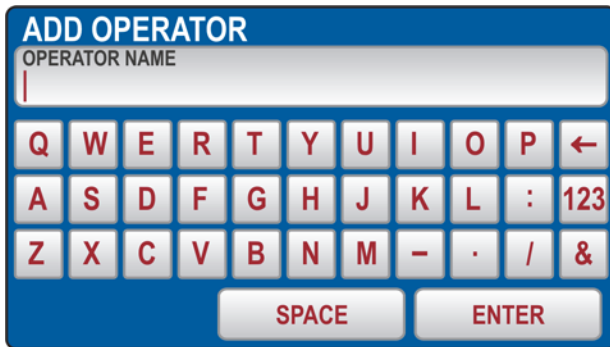 ADD OPERATOR
OPERATOR NAME
Q W E R T Y U I O P ←
A S D F G H J K L : 123
Z X C V B N M – . / &
SPACE ENTER